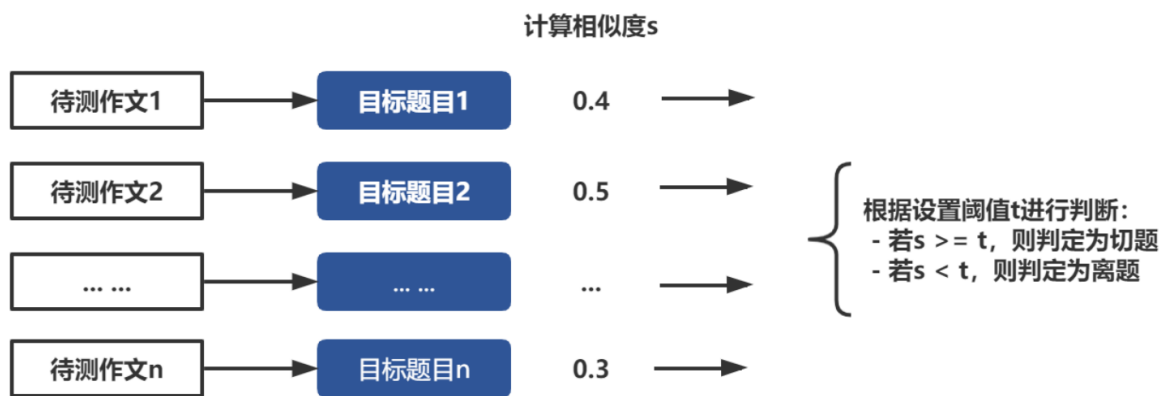 计算相似度s
待测作文1 目标题目1 0.4
待测作文2 目标题目2 0.5
... ... ... ... ...
待测作文n 目标题目n 0.3
根据设置阈值t进行判断：
- 若s >= t，则判定为切题
- 若s < t，则判定为离题